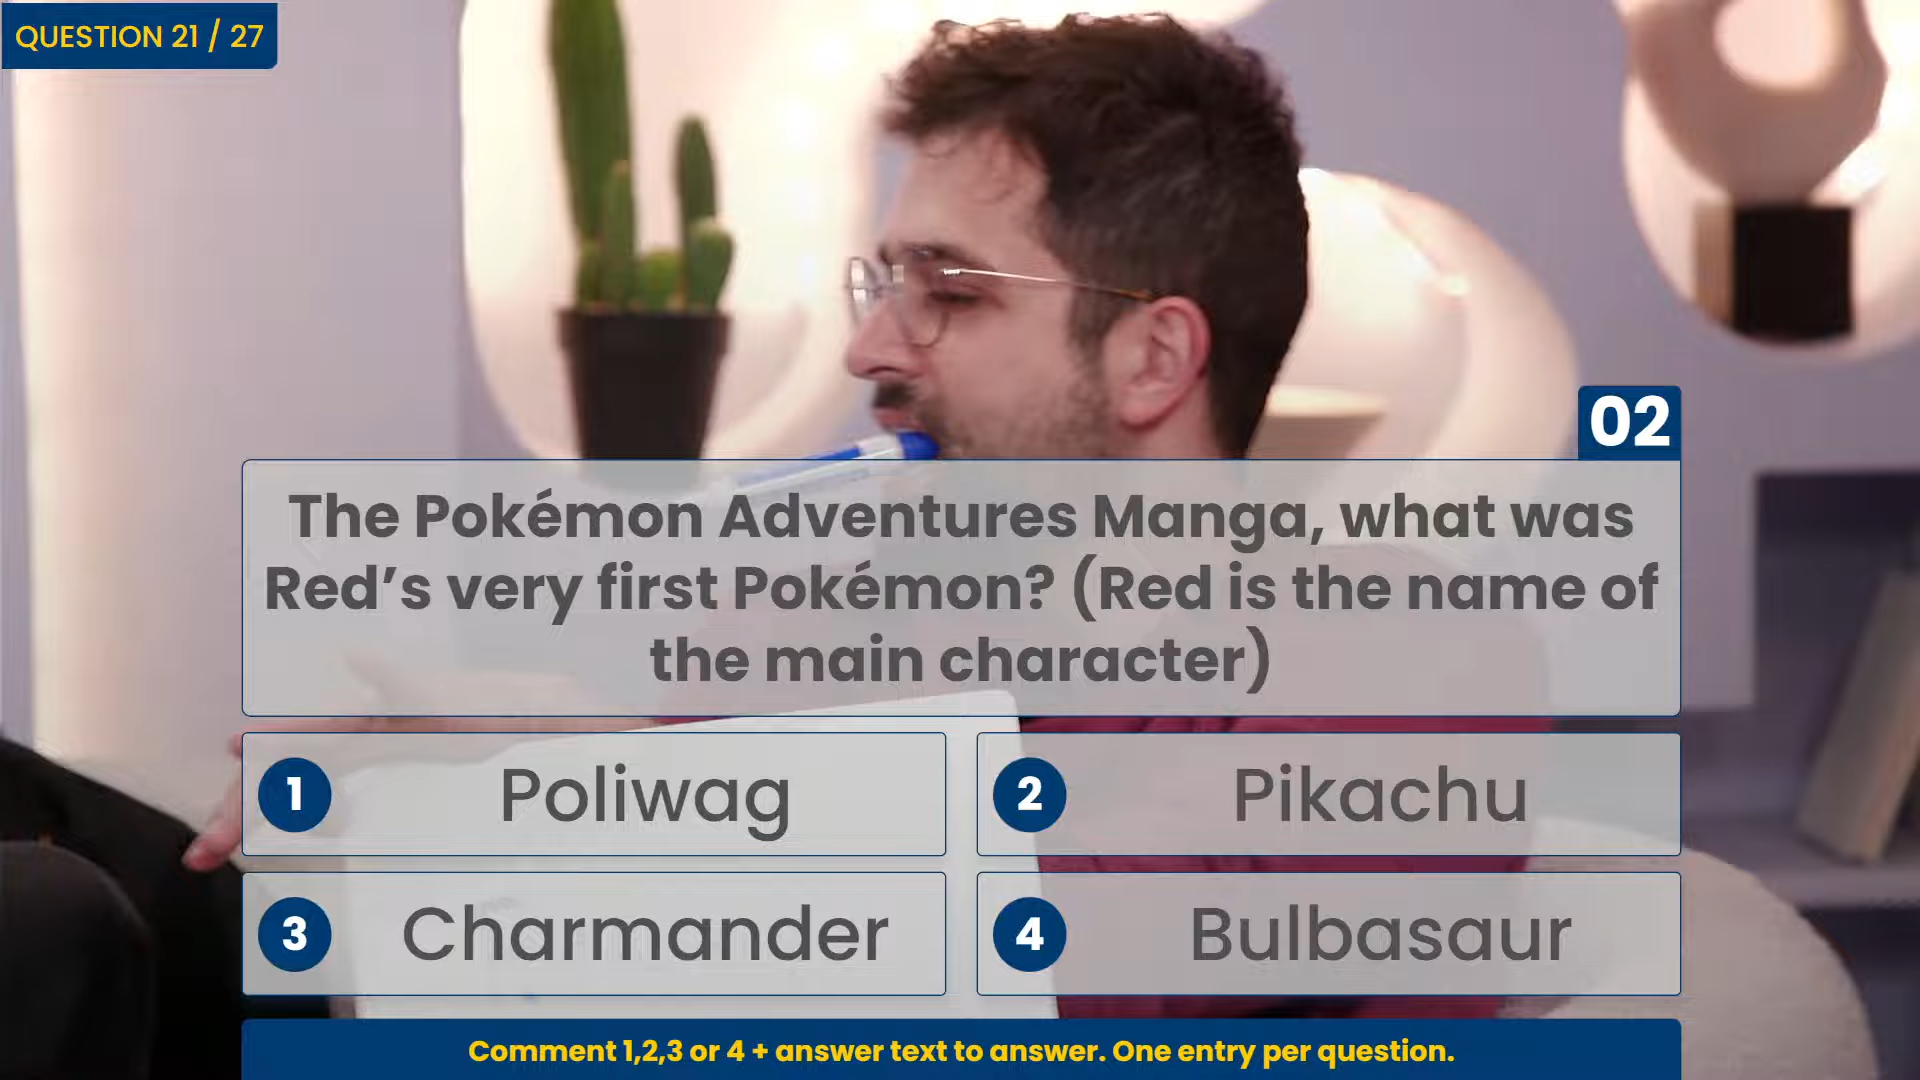 QUESTION 21 / 27
02
The Pokémon Adventures Manga, what was
Red’s very first Pokémon? (Red is the name of
the main character)
1 Poliwag
2 Pikachu
3 Charmander
4 Bulbasaur
Comment 1,2,3 or 4 + answer text to answer. One entry per question.